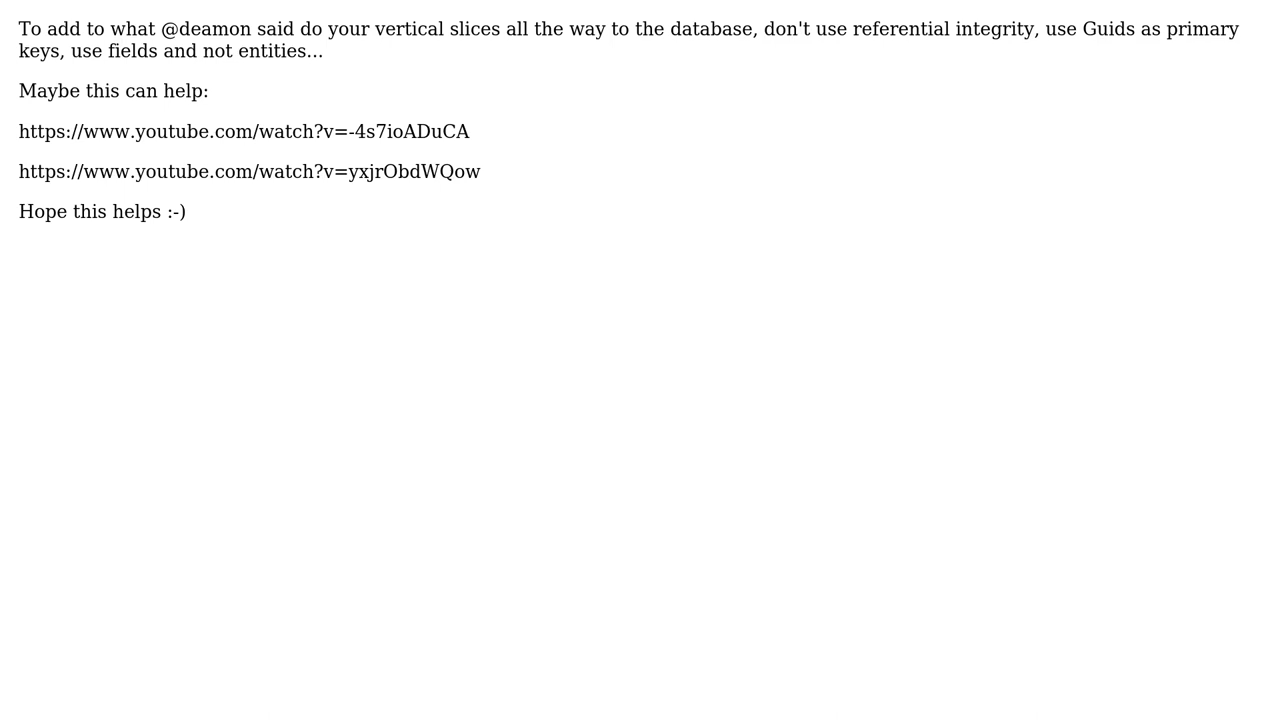 To add to what @deamon said do your vertical slices all the way to the database, don't use referential integrity, use Guids as primary
keys, use fields and not entities...
Maybe this can help:
https://www.youtube.com/watch?v=-4s7ioADuCA
https://www.youtube.com/watch?v=yxjrObdWQow
Hope this helps :-)